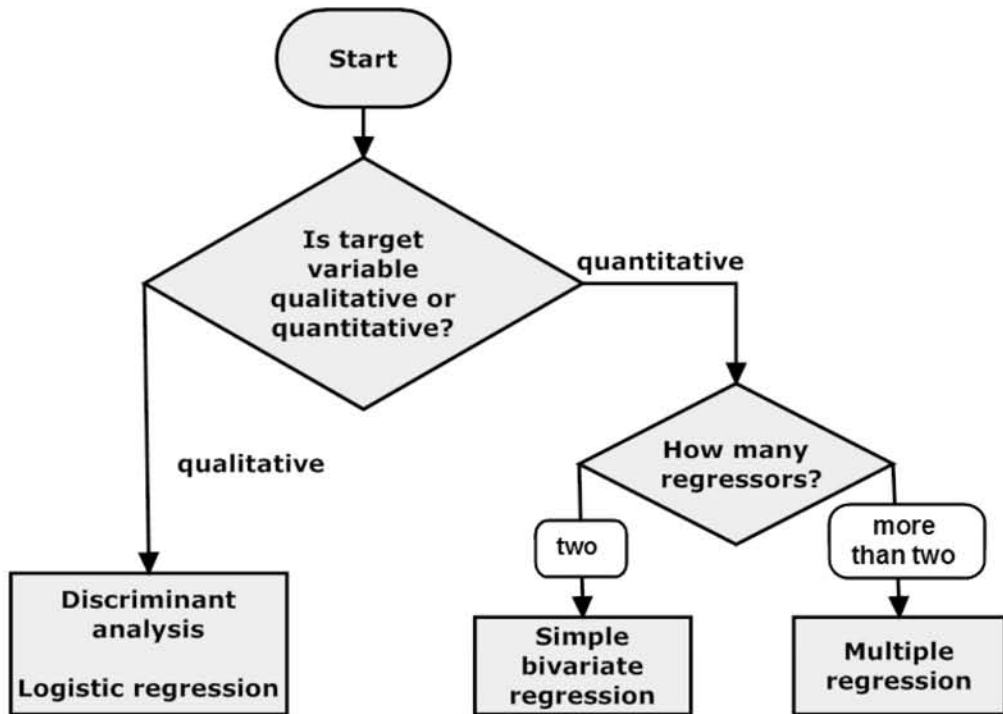 Start
Is target
variable
qualitative or
quantitative?
quantitative
qualitative
How many
regressors?
two
more
than two
Discriminant
analysis
Logistic regression
Simple
bivariate
regression
Multiple
regression